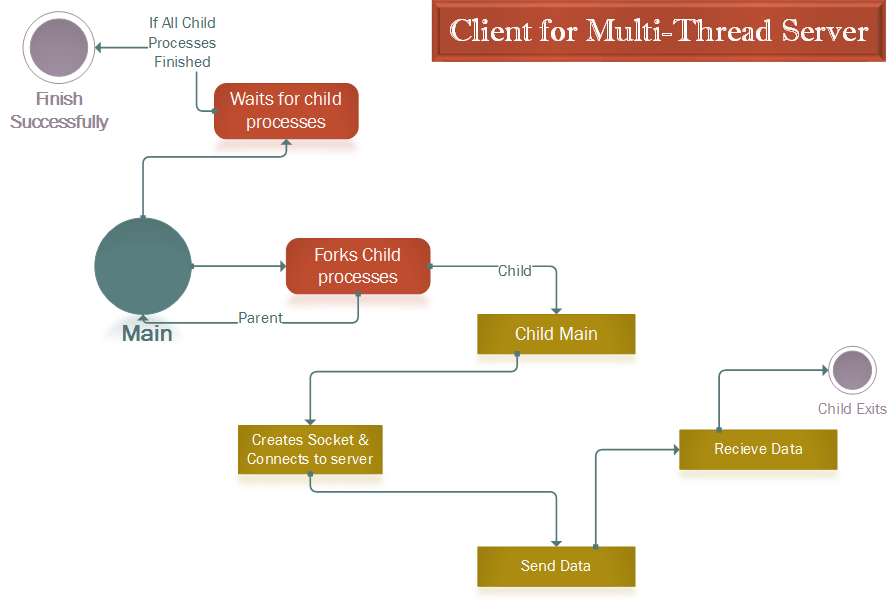 Client for Multi-Thread Server
If All Child
Processes
Finished
Finish
Successfully
Waits for child
processes
Forks Child
processes
Child
Parent
Main
Child Main
Child Exits
Creates Socket &
Connects to server
Recieve Data
Send Data